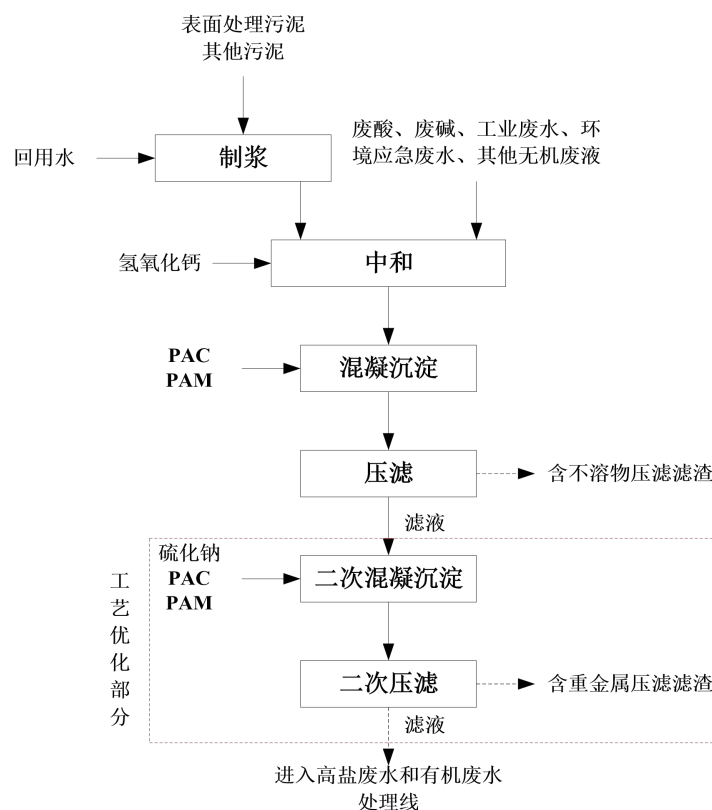 表面处理污泥
其他污泥
废酸、废碱、工业废水、环
境应急废水、其他无机废液
回用水
制浆
氢氧化钙
中和
PAC
PAM
混凝沉淀
压滤
含不溶物压滤滤渣
滤液
工艺优化部分
硫化钠
PAC
PAM
二次混凝沉淀
二次压滤
含重金属压滤滤渣
滤液
进入高盐废水和有机废水
处理线